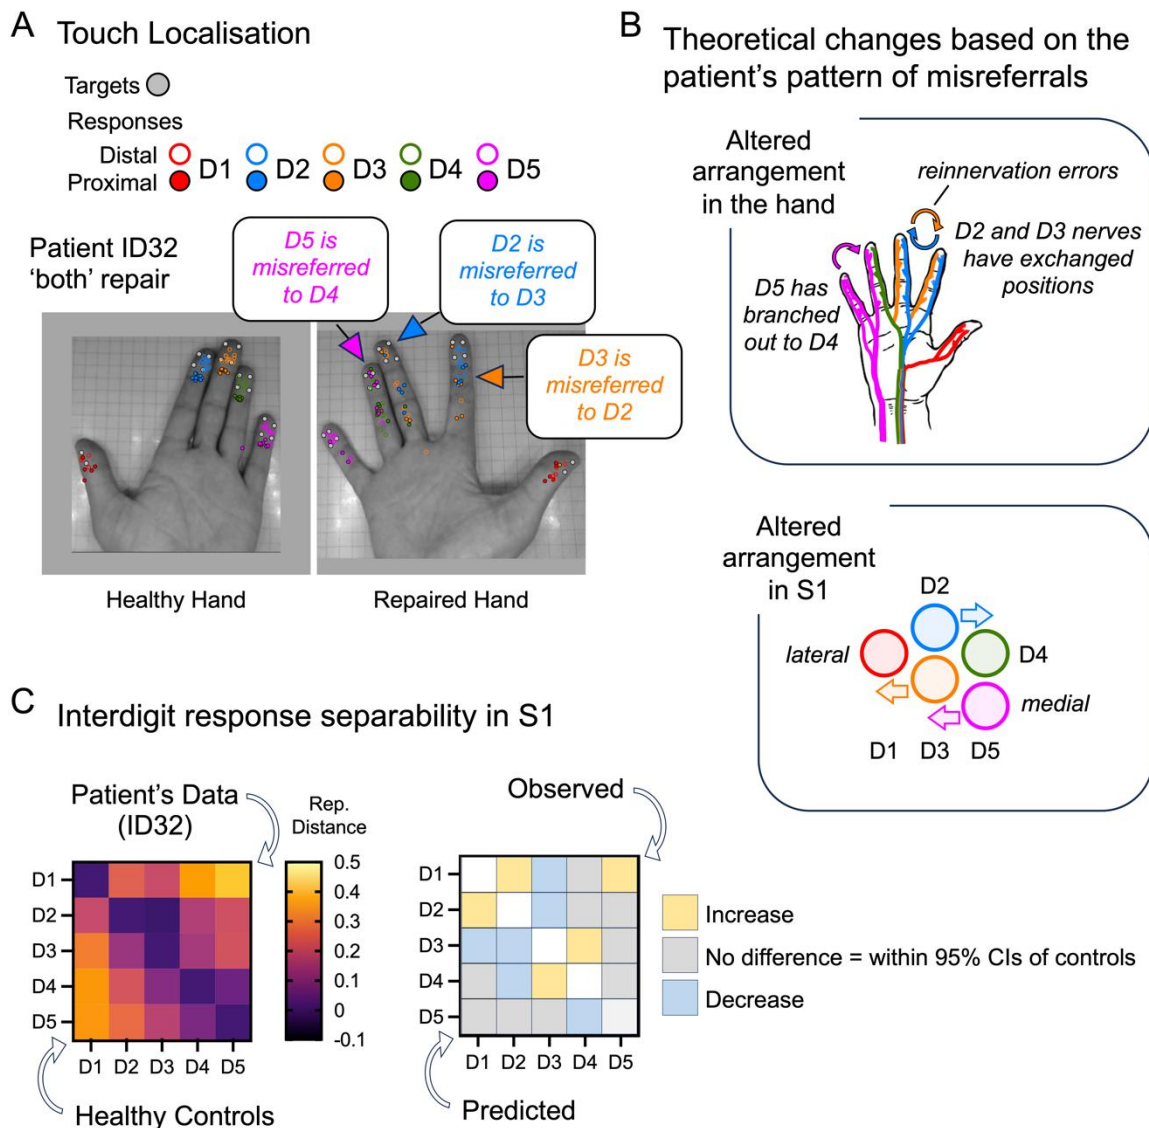 A Touch Localisation
Targets
Responses
Distal
Proximal
D1 D2 D3 D4 D5
Patient ID32
‘both’ repair
D5 is
misreferred
to D4
D2 is
misreferred
to D3
D3 is
misreferred
to D2
Healthy Hand
Repaired Hand
B Theoretical changes based on the
patient’s pattern of misreferrals
Altered
arrangement
in the hand
reinnervation errors
D2 and D3 nerves
have exchanged
positions
D5 has
branched
out to D4
Altered
arrangement
in S1
D2
lateral
D4
medial
D1 D3 D5
C Interdigit response separability in S1
Patient’s Data
(ID32)
Rep.
Distance
D1
D2
D3
D4
D5
D1 D2 D3 D4 D5
0.5
0.4
0.3
0.2
0.1
0
-0.1
Healthy Controls
Observed
D1
D2
D3
D4
D5
D1 D2 D3 D4 D5
Increase
No difference = within 95% CIs of controls
Decrease
Predicted